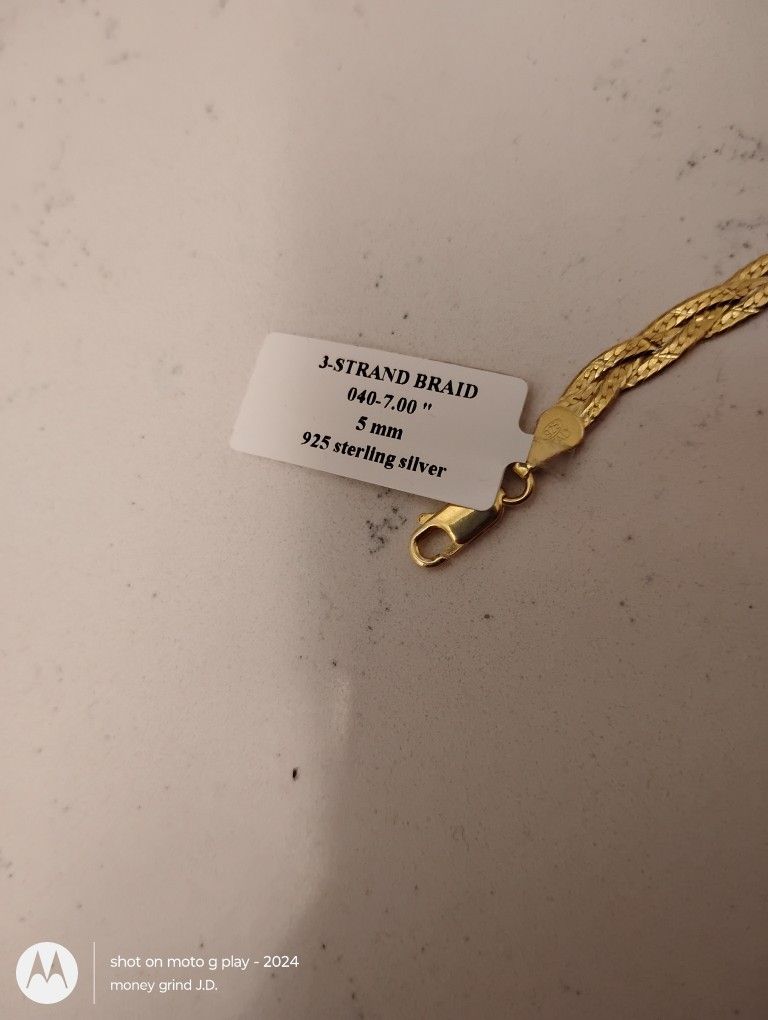 3-STRAND BRAID
040-7.00 "
5 mm
925 sterling silver
shot on moto g play - 2024
money grind J.D.